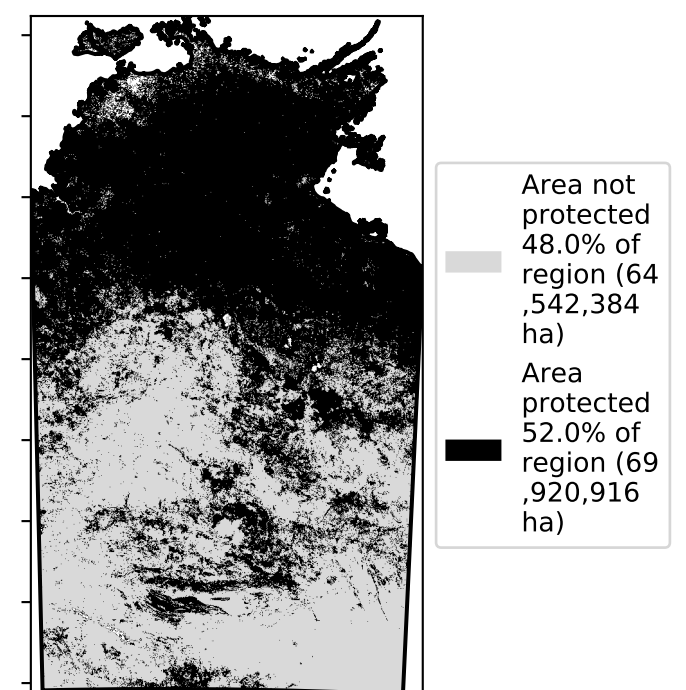 Area not
protected
48.0% of
region (64
,542,384
ha)
Area
protected
52.0% of
region (69
,920,916
ha)